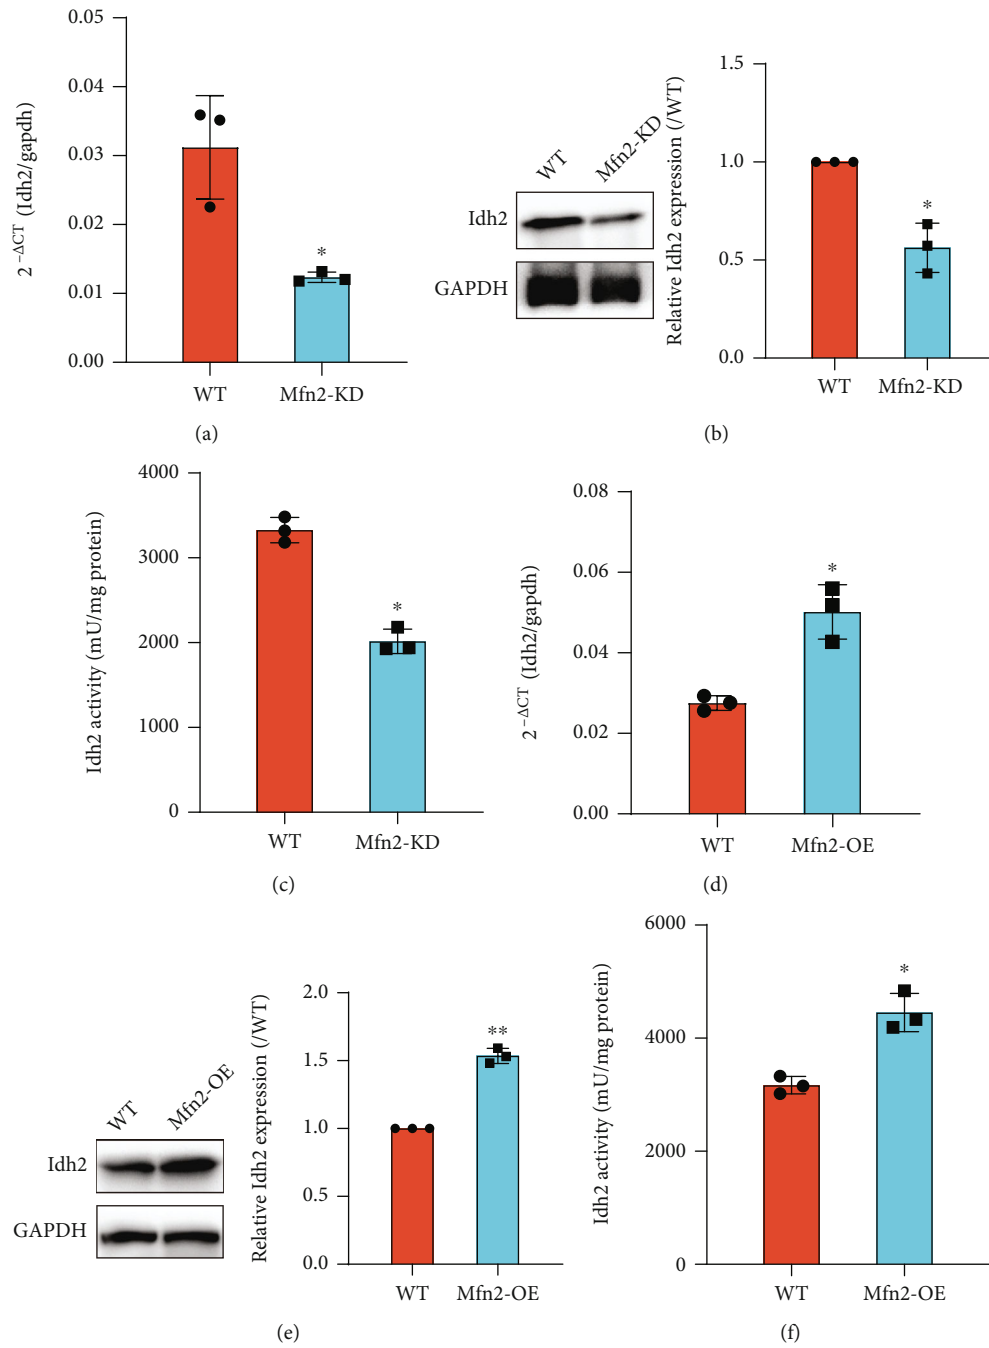 0.05
0.04
0.03
0.02
0.01
0.00
2⁻ΔCT (Idh2/gapdh)
*
WT Mfn2-KD
(a)
WT Mfn2-KD
Idh2
GAPDH
Relative Idh2 expression (/WT)
1.5
1.0
0.5
0.0
*
WT Mfn2-KD
(b)
Idh2 activity (mU/mg protein)
4000
3000
2000
1000
0
*
WT Mfn2-KD
(c)
2⁻ΔCT (Idh2/gapdh)
0.08
0.06
0.04
0.02
0.00
*
WT Mfn2-OE
(d)
WT Mfn2-OE
Idh2
GAPDH
Relative Idh2 expression (/WT)
2.0
1.5
1.0
0.5
0.0
**
WT Mfn2-OE
(e)
Idh2 activity (mU/mg protein)
6000
4000
2000
0
*
WT Mfn2-OE
(f)